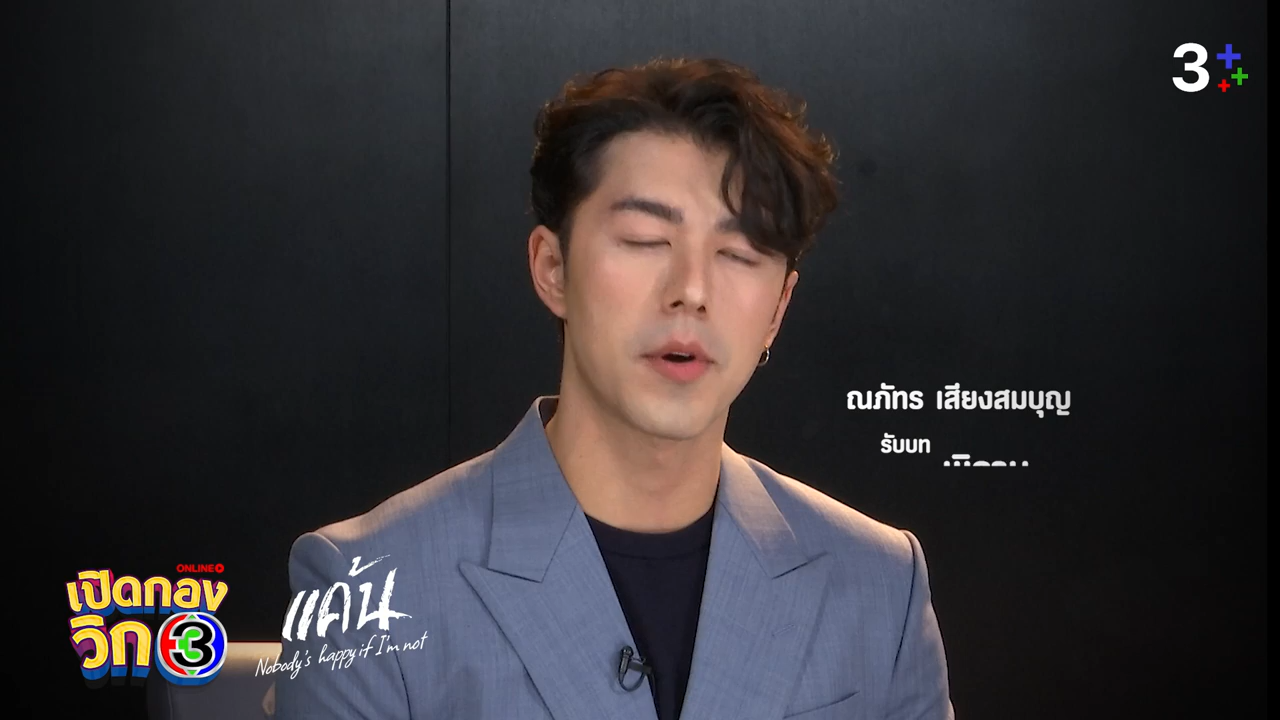 3
ณภัทร เสียงสมบุญ
รับบท
ONLINE
เปิดกอง
วิก 3
แค้น
Nobody's happy if I'm not